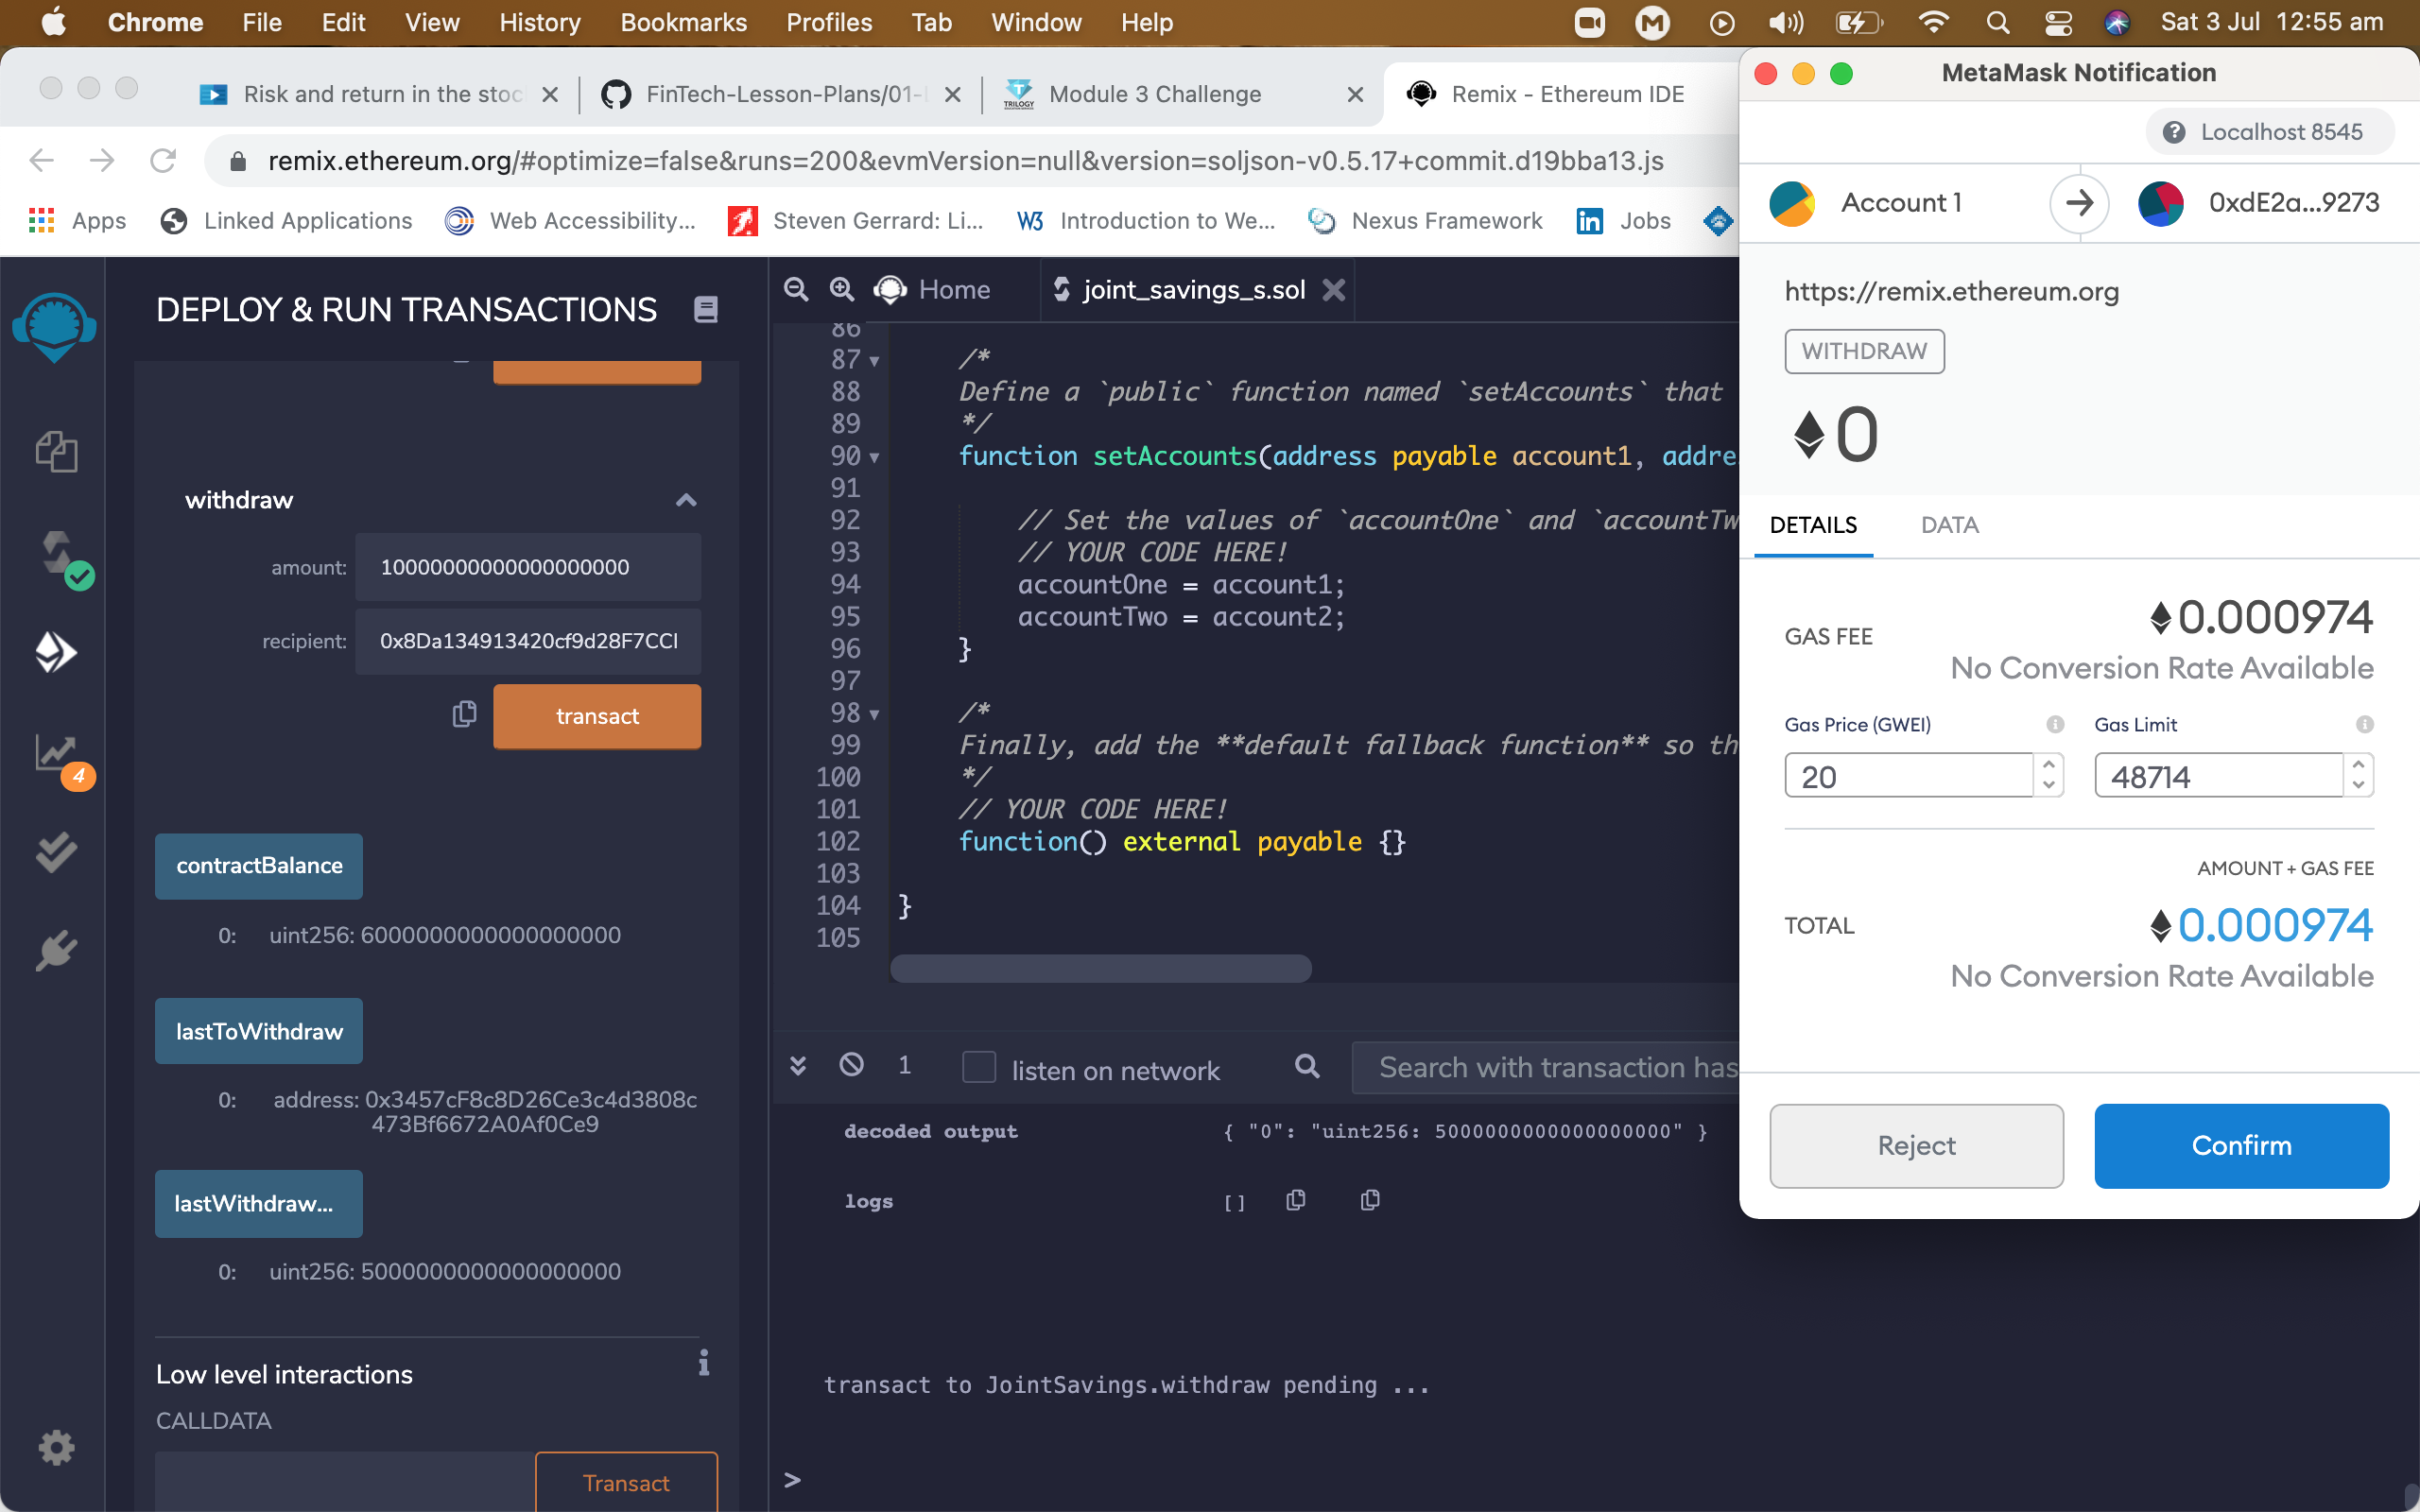 Chrome File Edit View History Bookmarks Profiles Tab Window Help Sat 3 Jul 12:55 am
Risk and return in the stoc
FinTech-Lesson-Plans/01-
Module 3 Challenge
Remix - Ethereum IDE
remix.ethereum.org/#optimize=false&runs=200&evmVersion=null&version=soljson-v0.5.17+commit.d19bba13.js
Apps Linked Applications Web Accessibility... Steven Gerrard: Li... W3 Introduction to We... Nexus Framework in Jobs
DEPLOY & RUN TRANSACTIONS
withdraw
amount: 10000000000000000000
recipient: 0x8Da134913420cf9d28F7CCI
transact
4
contractBalance
0: uint256: 6000000000000000000
lastToWithdraw
0: address: 0x3457cF8c8D26Ce3c4d3808c
473Bf6672A0Af0Ce9
lastWithdraw...
0: uint256: 5000000000000000000
Low level interactions
CALLDATA
Transact
Home joint_savings_s.sol
86
87 /*
88 Define a `public` function named `setAccounts` that
89 */
90 function setAccounts(address payable account1, addre
91
92 // Set the values of `accountOne` and `accountTw
93 // YOUR CODE HERE!
94 accountOne = account1;
95 accountTwo = account2;
96 }
97
98 /*
99 Finally, add the **default fallback function** so th
100 */
101 // YOUR CODE HERE!
102 function() external payable {}
103
104 }
105
1 listen on network Search with transaction has
decoded output { "0": "uint256: 5000000000000000000" }
logs []
transact to JointSavings.withdraw pending ...
>
MetaMask Notification
Localhost 8545
Account 1 0xdE2a...9273
https://remix.ethereum.org
WITHDRAW
0
DETAILS DATA
GAS FEE 0.000974
No Conversion Rate Available
Gas Price (GWEI) Gas Limit
20 48714
AMOUNT + GAS FEE
TOTAL 0.000974
No Conversion Rate Available
Reject Confirm